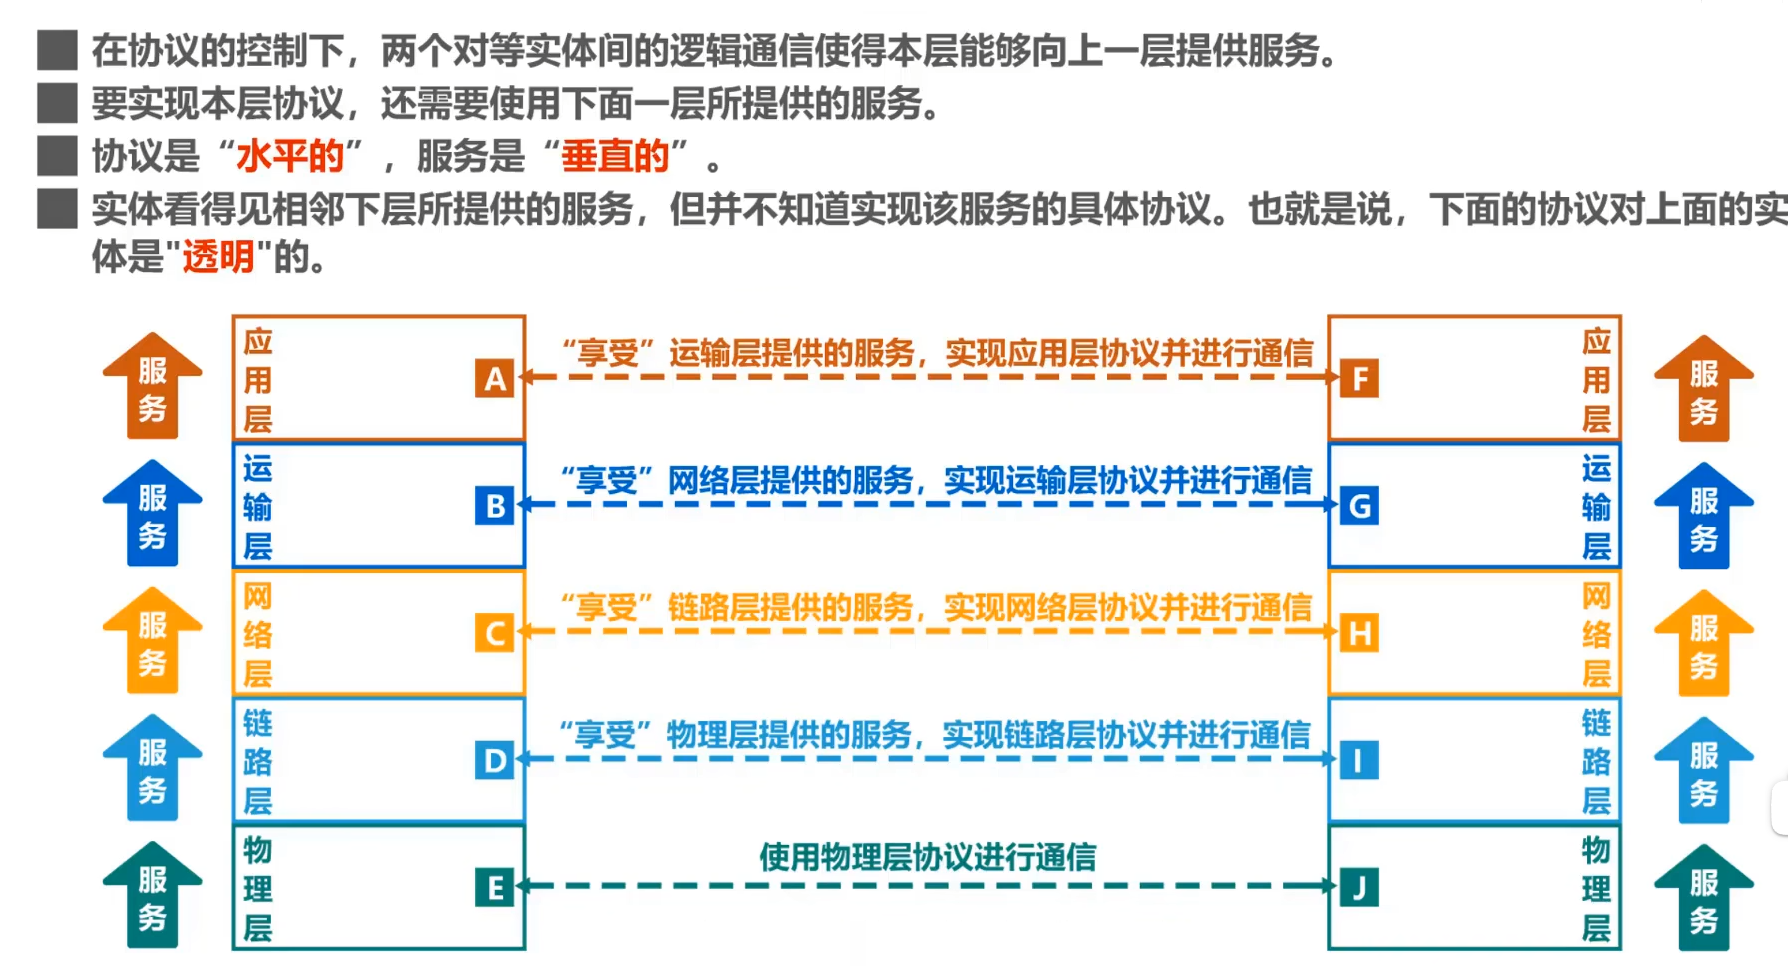 在协议的控制下，两个对等实体间的逻辑通信使得本层能够向上一层提供服务。
要实现本层协议，还需要使用下面一层所提供的服务。
协议是“水平的”，服务是“垂直的”。
实体看得见相邻下层所提供的服务，但并不知道实现该服务的具体协议。也就是说，下面的协议对上面的实
体是"透明"的。
服务
应用层
A
“享受”运输层提供的服务，实现应用层协议并进行通信
F
应用层
服务
服务
运输层
B
“享受”网络层提供的服务，实现运输层协议并进行通信
G
运输层
服务
服务
网络层
C
“享受”链路层提供的服务，实现网络层协议并进行通信
H
网络层
服务
服务
链路层
D
“享受”物理层提供的服务，实现链路层协议并进行通信
I
链路层
服务
服务
物理层
E
使用物理层协议进行通信
J
物理层
服务